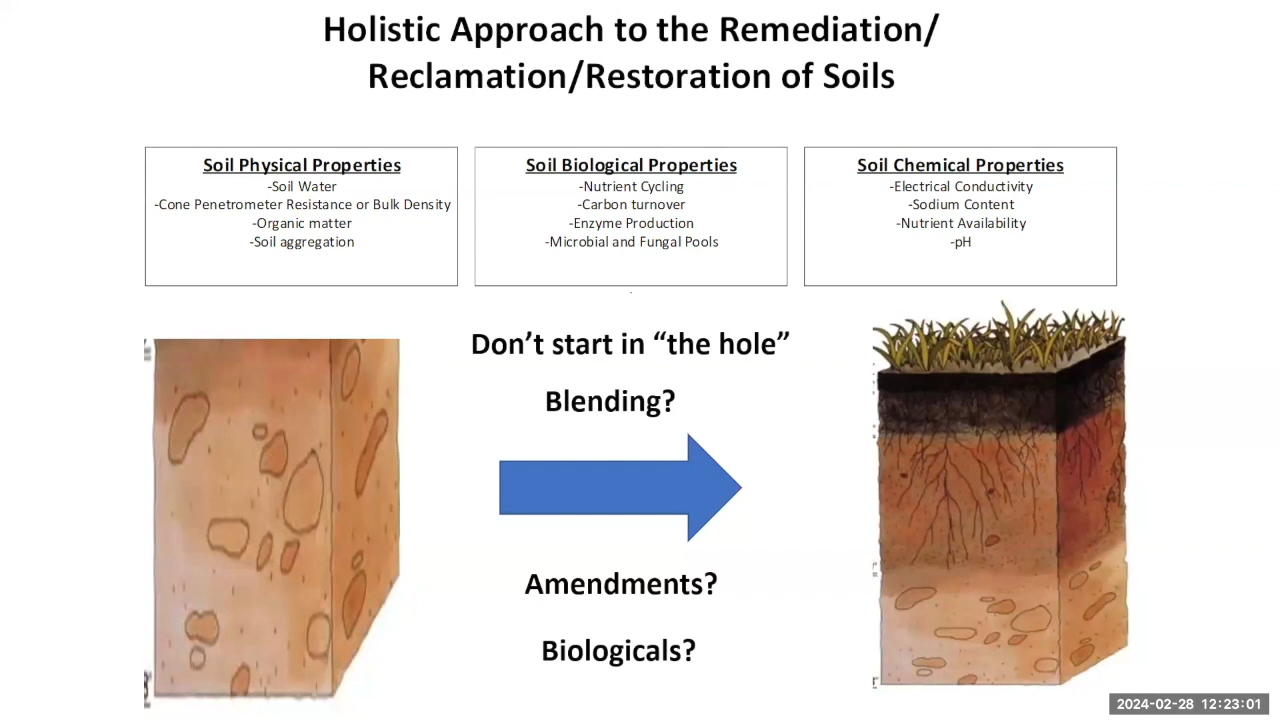 Holistic Approach to the Remediation/
Reclamation/Restoration of Soils
Soil Physical Properties
-Soil Water
-Cone Penetrometer Resistance or Bulk Density
-Organic matter
-Soil aggregation
Soil Biological Properties
-Nutrient Cycling
-Carbon turnover
-Enzyme Production
-Microbial and Fungal Pools
Soil Chemical Properties
-Electrical Conductivity
-Sodium Content
-Nutrient Availability
-pH
Don’t start in “the hole”
Blending?
Amendments?
Biologicals?
2024-02-28 12:23:01